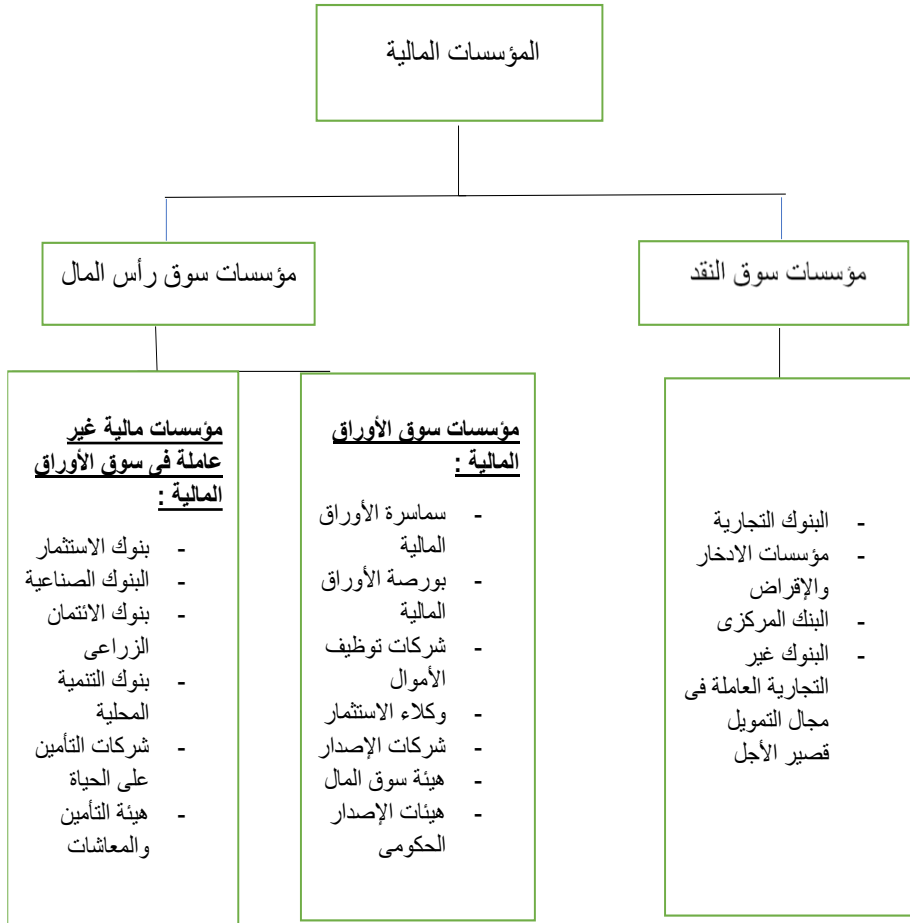 المؤسسات المالية
مؤسسات سوق النقد
مؤسسات سوق رأس المال
- البنوك التجارية
- مؤسسات الادخار
والإقراض
- البنك المركزى
- البنوك غير
التجارية العاملة فى
مجال التمويل
قصير الأجل
مؤسسات سوق الأوراق
المالية :
- سماسرة الأوراق
المالية
- بورصة الأوراق
المالية
- شركات توظيف
الأموال
- وكلاء الاستثمار
- شركات الإصدار
- هيئة سوق المال
- هيئات الإصدار
الحكومى
مؤسسات مالية غير
عاملة فى سوق الأوراق
المالية :
- بنوك الاستثمار
- البنوك الصناعية
- بنوك الائتمان
الزراعى
- بنوك التنمية
المحلية
- شركات التأمين
على الحياة
- هيئة التأمين
والمعاشات